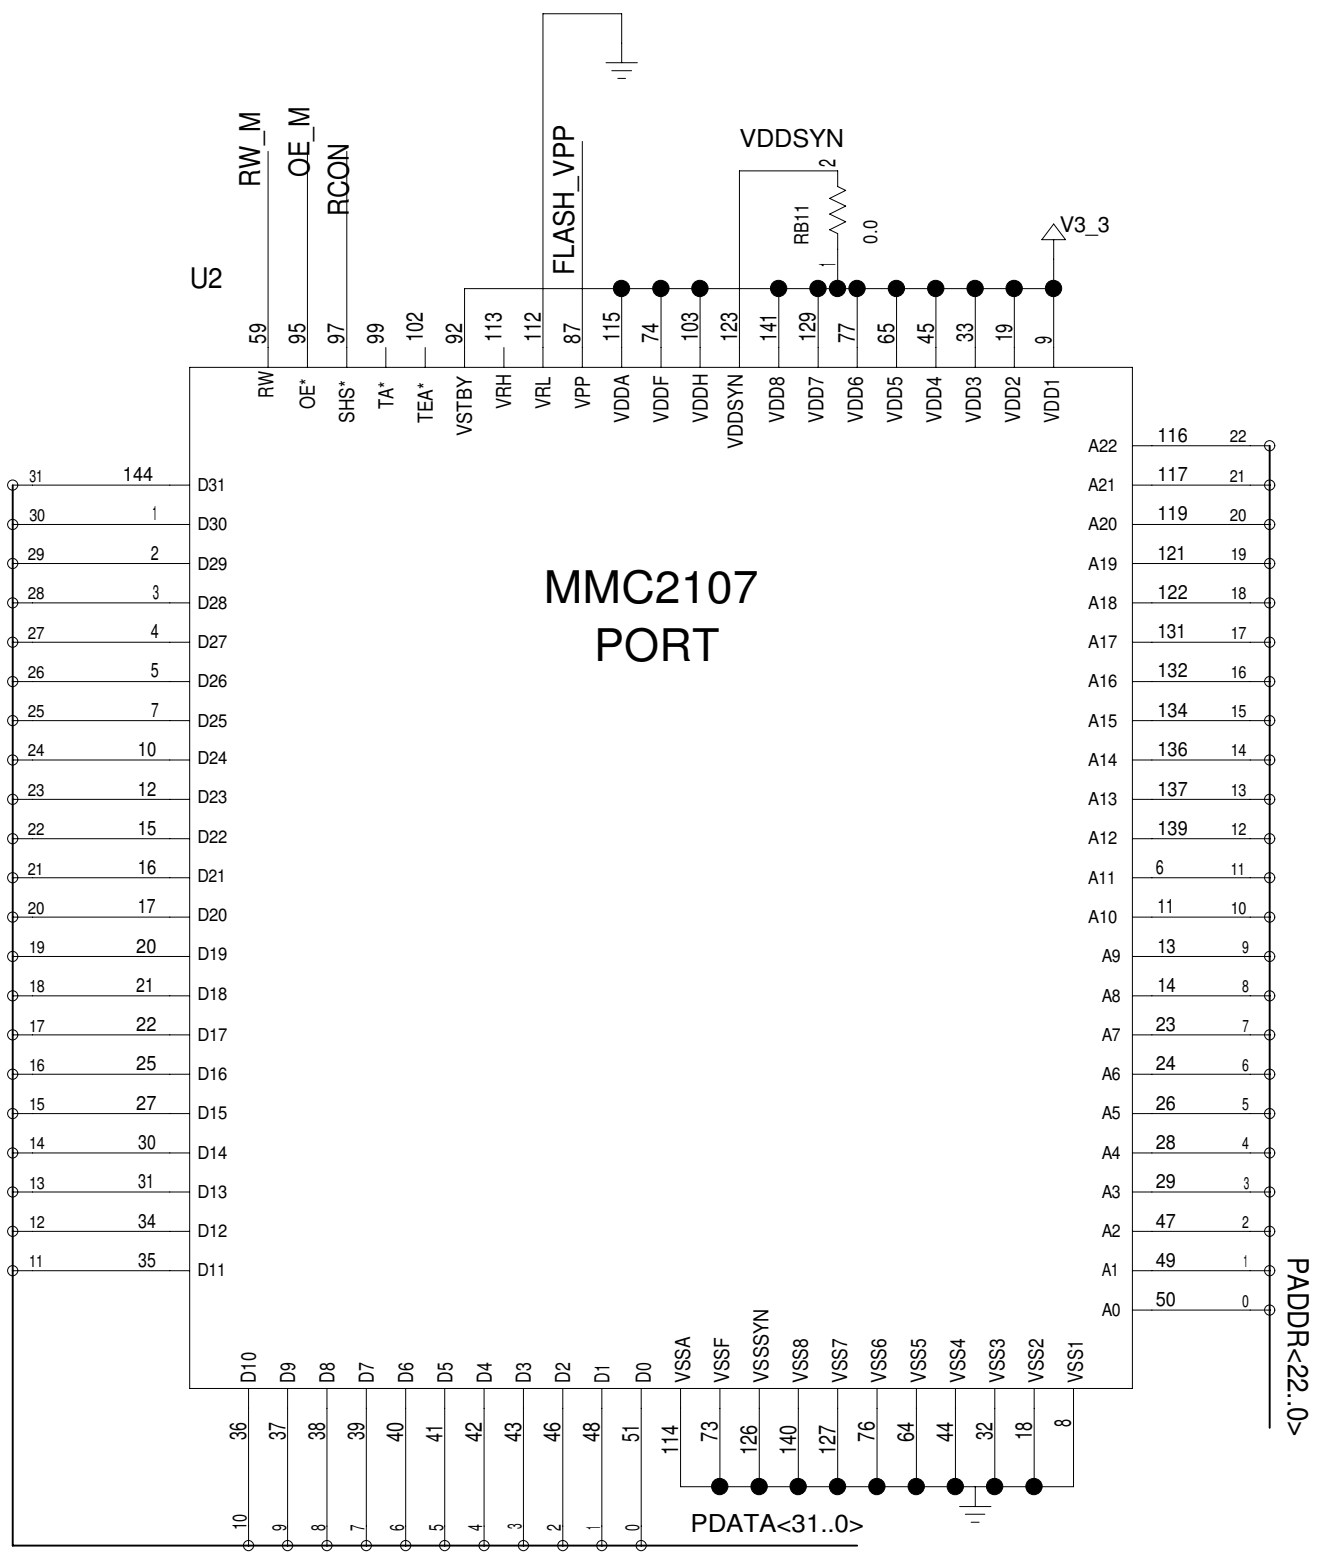 RW_M
OE_M
RCON
FLASH_VPP
VDDSYN
2
RB11
0.0
1
V3_3
U2
59 95 97 99 102 92 113 112 87 115 74 103 123 141 129 77 65 45 33 19 9
RW OE* SHS* TA* TEA* VSTBY VRH VRL VPP VDDA VDDF VDDH VDDSYN VDD8 VDD7 VDD6 VDD5 VDD4 VDD3 VDD2 VDD1
MMC2107
PORT
31 144 D31
30 1 D30
29 2 D29
28 3 D28
27 4 D27
26 5 D26
25 7 D25
24 10 D24
23 12 D23
22 15 D22
21 16 D21
20 17 D20
19 20 D19
18 21 D18
17 22 D17
16 25 D16
15 27 D15
14 30 D14
13 31 D13
12 34 D12
11 35 D11
A22 116 22
A21 117 21
A20 119 20
A19 121 19
A18 122 18
A17 131 17
A16 132 16
A15 134 15
A14 136 14
A13 137 13
A12 139 12
A11 6 11
A10 11 10
A9 13 9
A8 14 8
A7 23 7
A6 24 6
A5 26 5
A4 28 4
A3 29 3
A2 47 2
A1 49 1
A0 50 0
PADDR<22..0>
D10 D9 D8 D7 D6 D5 D4 D3 D2 D1 D0 VSSA VSSF VSSSYN VSS8 VSS7 VSS6 VSS5 VSS4 VSS3 VSS2 VSS1
36 37 38 39 40 41 42 43 46 48 51 114 73 126 140 127 76 64 44 32 18 8
10 9 8 7 6 5 4 3 2 1 0
PDATA<31..0>